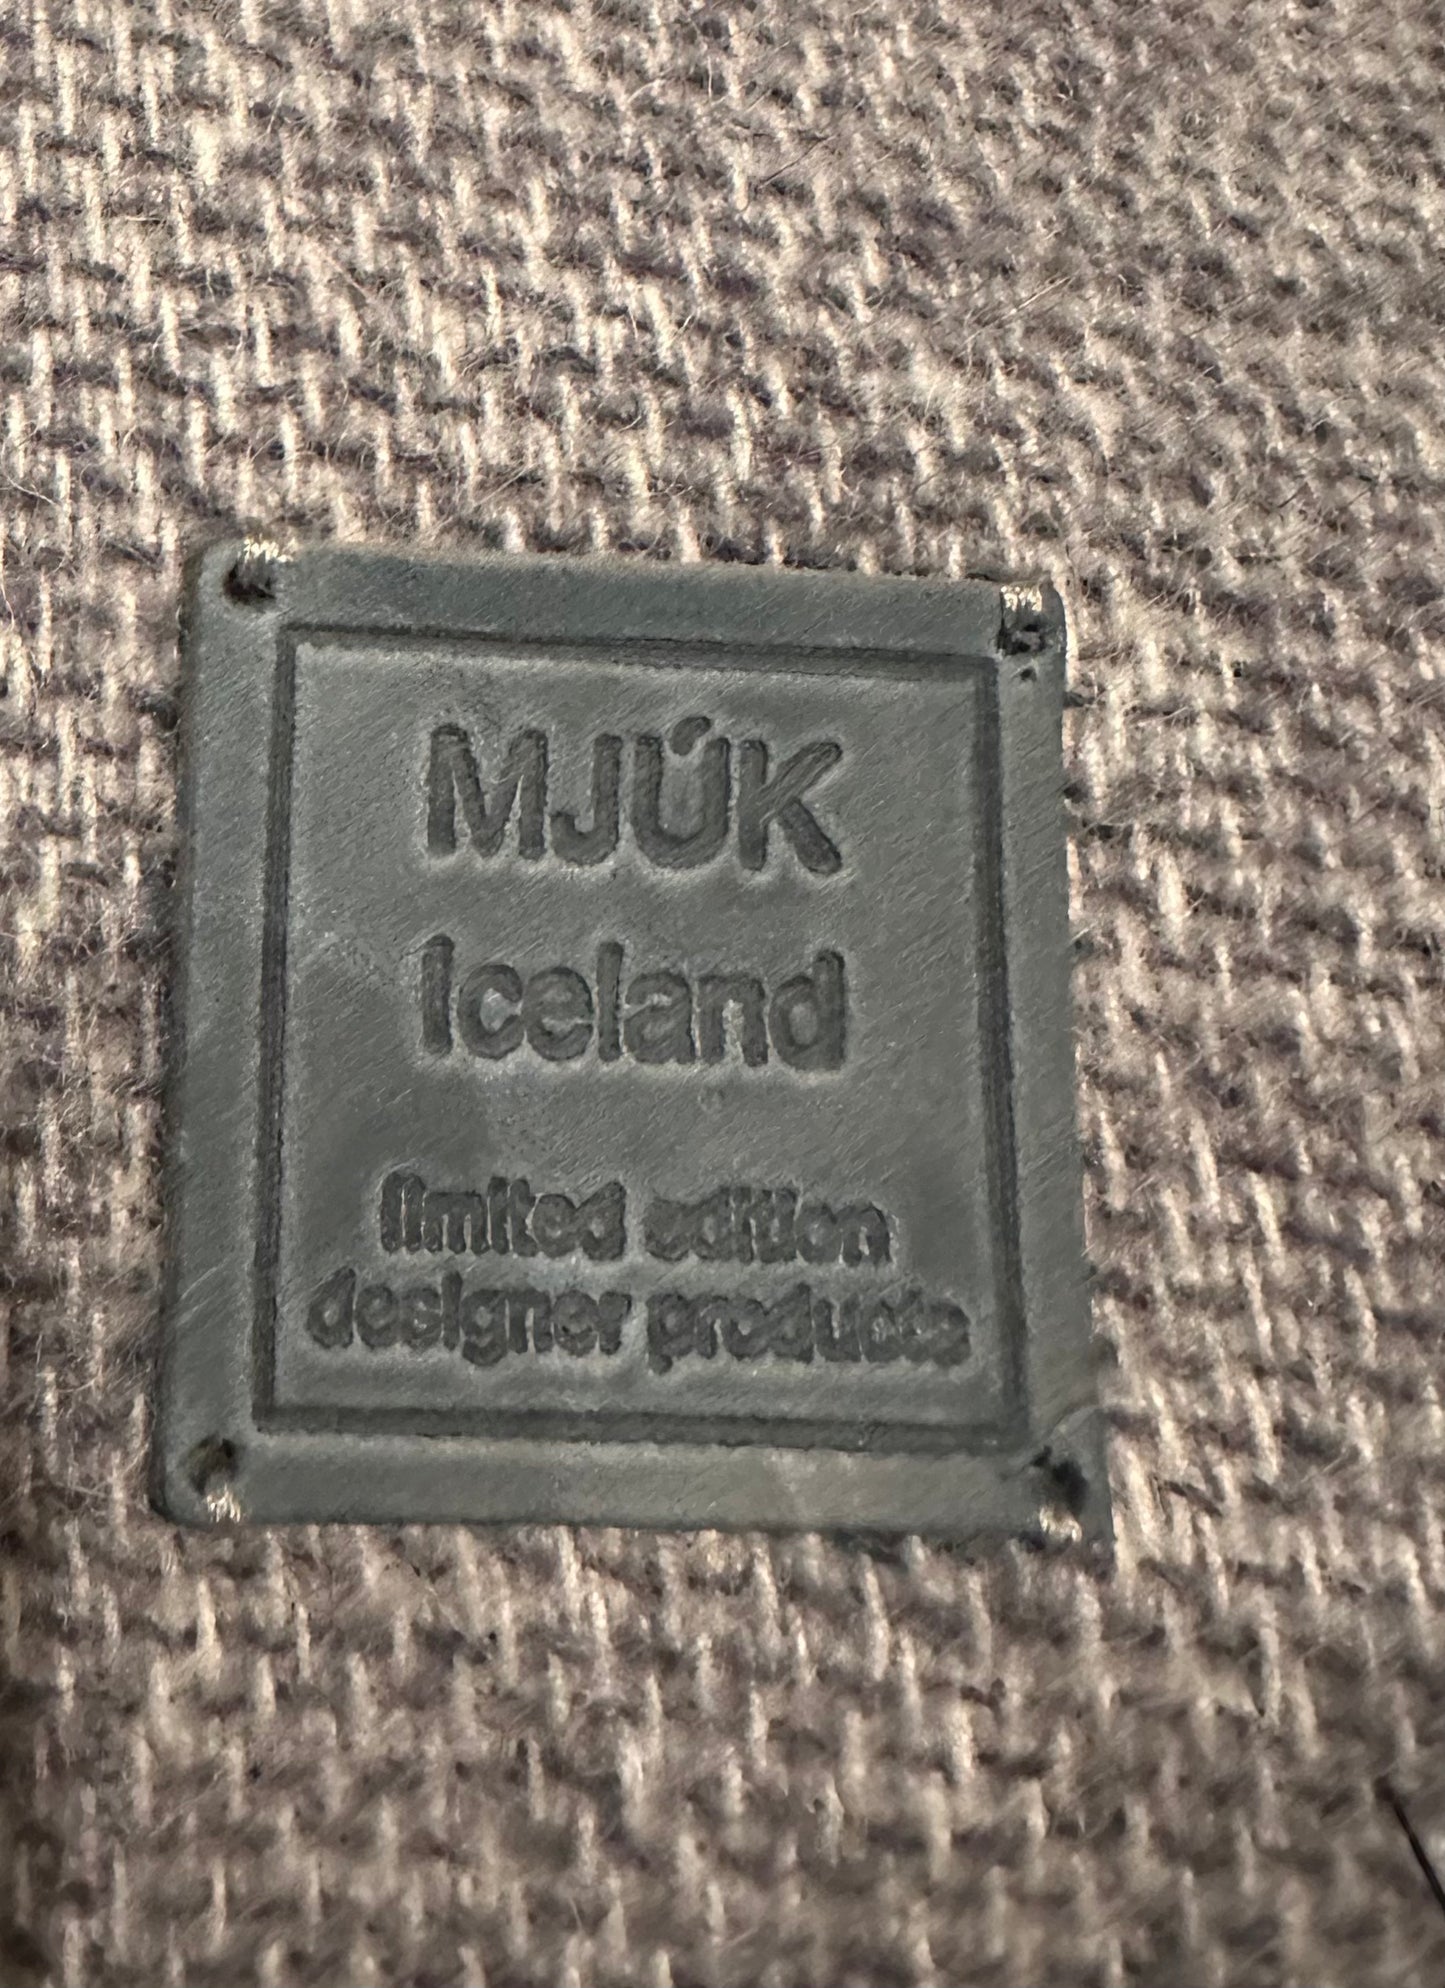 MJÚK
Iceland
limited edition
designer products